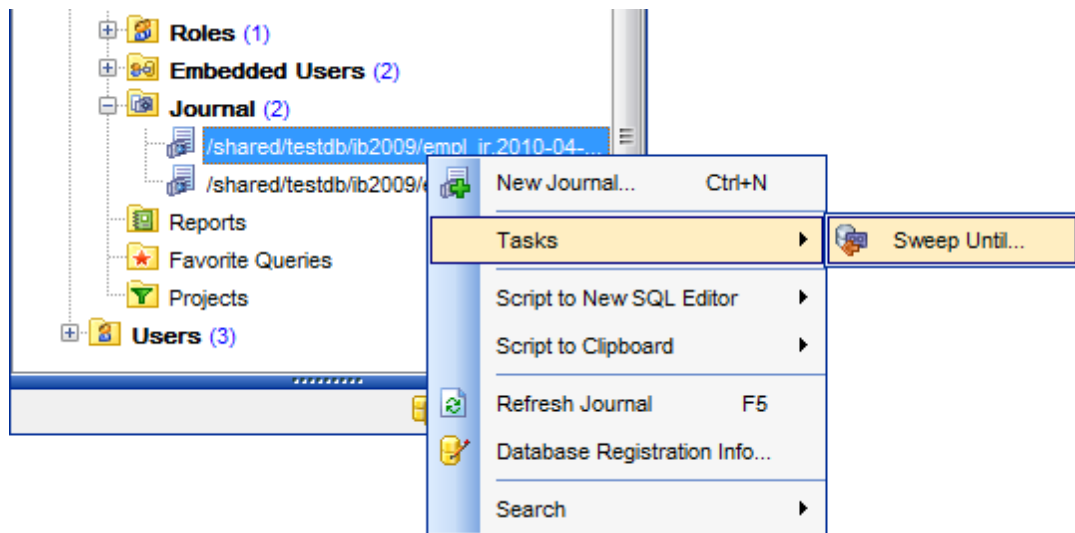 Roles (1)
Embedded Users (2)
Journal (2)
/shared/testdb/ib2009/empl_ir.2010-04-...
/shared/testdb/ib2009/e
New Journal... Ctrl+N
Reports
Tasks
Sweep Until...
Favorite Queries
Projects
Script to New SQL Editor
Users (3)
Script to Clipboard
Refresh Journal F5
Database Registration Info...
Search